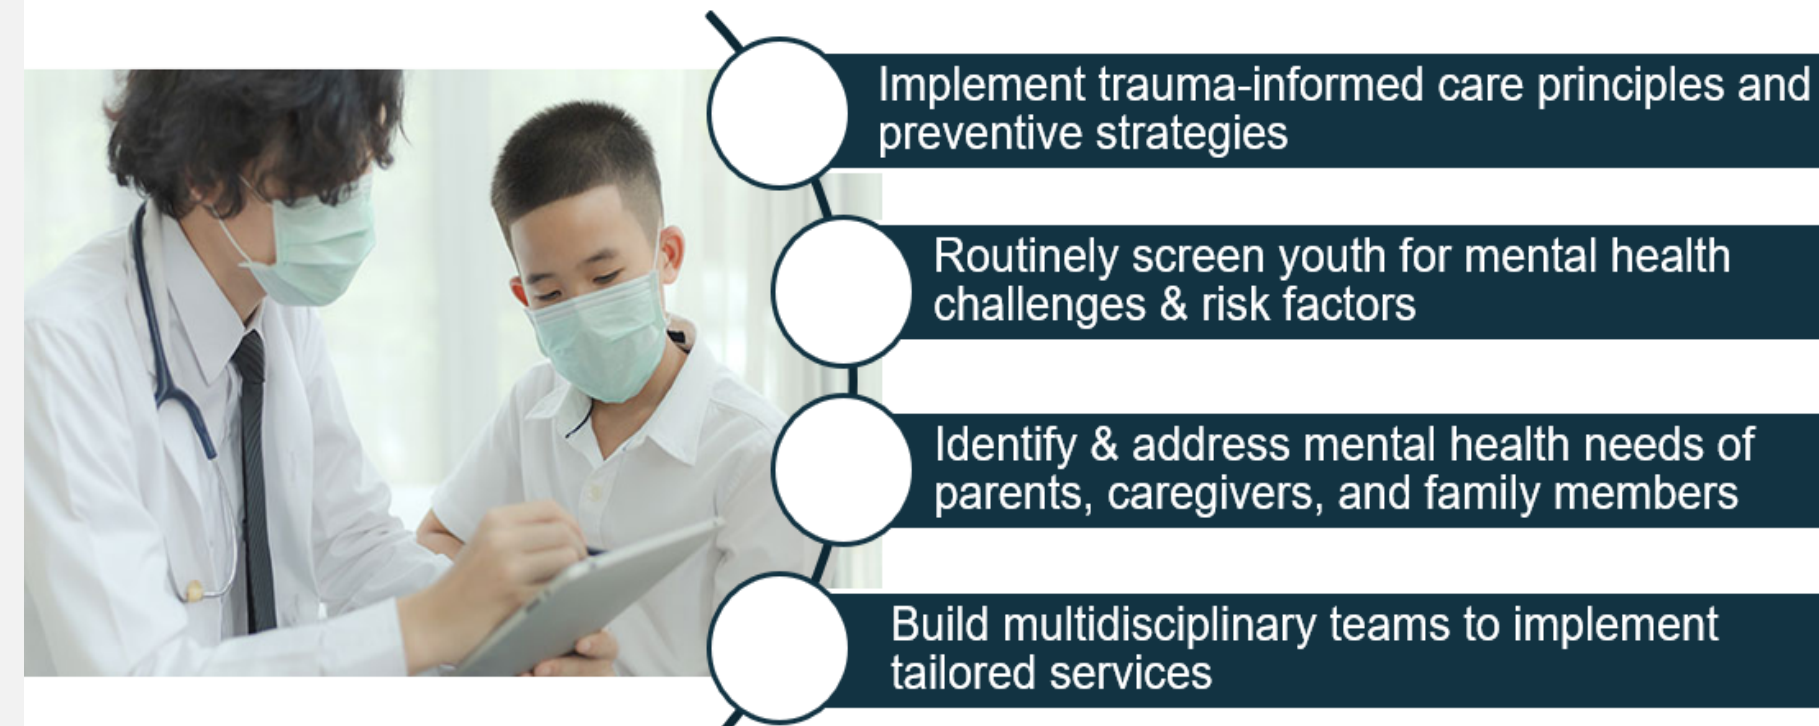 Implement trauma-informed care principles and
preventive strategies
Routinely screen youth for mental health
challenges & risk factors
Identify & address mental health needs of
parents, caregivers, and family members
Build multidisciplinary teams to implement
tailored services